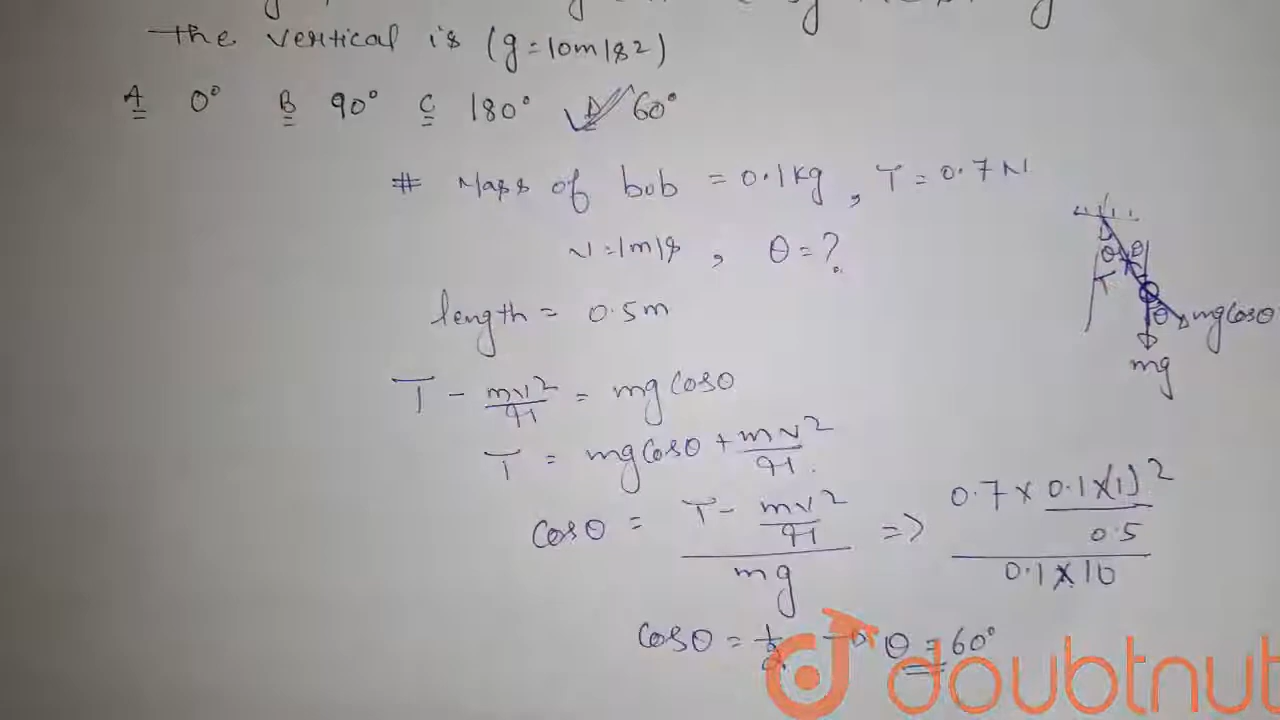 the vertical is (g=10m/s2)
A 0° B 90° C 180° D 60°
# Mass of bob = 0.1kg, T = 0.7N
v=1m/s, θ=?
length = 0.5m
T - mv²/r = mg cosθ
T = mg cosθ + mv²/r.
cosθ = (T - mv²/r)/mg => (0.7 × 0.1×(1)²/0.5)/(0.1×10)
cosθ = 1/2 → θ = 60°
θ θ
T
θ mg cosθ
mg
doubtnut